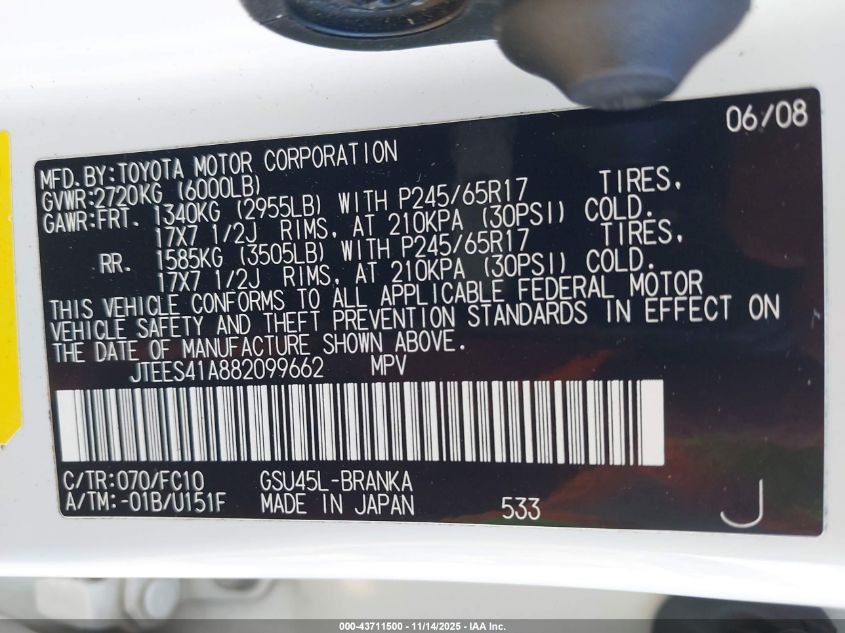 06/08
MFD.BY:TOYOTA MOTOR CORPORATION
GVWR:2720KG (6000LB)
GAWR:FRT. 1340KG (2955LB) WITH P245/65R17 TIRES,
17X7 1/2J RIMS, AT 210KPA (30PSI) COLD.
RR. 1585KG (3505LB) WITH P245/65R17 TIRES,
17X7 1/2J RIMS, AT 210KPA (30PSI) COLD.
THIS VEHICLE CONFORMS TO ALL APPLICABLE FEDERAL MOTOR
VEHICLE SAFETY AND THEFT PREVENTION STANDARDS IN EFFECT ON
THE DATE OF MANUFACTURE SHOWN ABOVE.
JTEES41A882099662 MPV
C/TR:070/FC10 GSU45L-BRANKA
A/TM:-01B/U151F MADE IN JAPAN 533 J
000-43711500 - 11/14/2025 - IAA Inc.